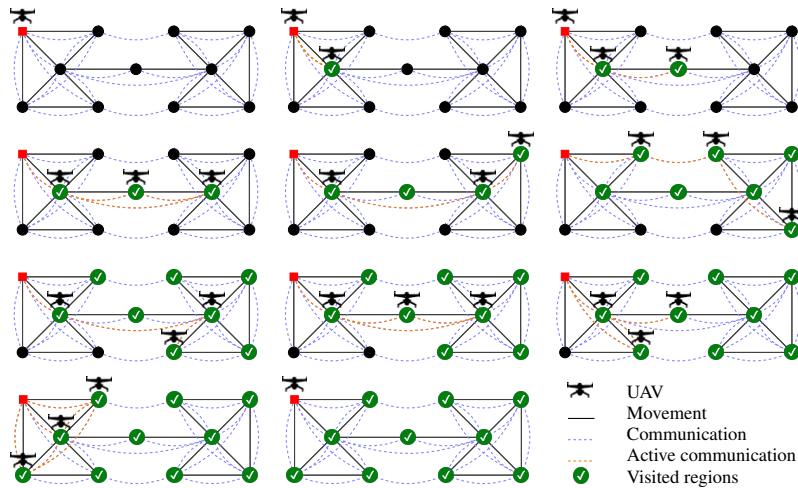 UAV
Movement
Communication
Active communication
Visited regions